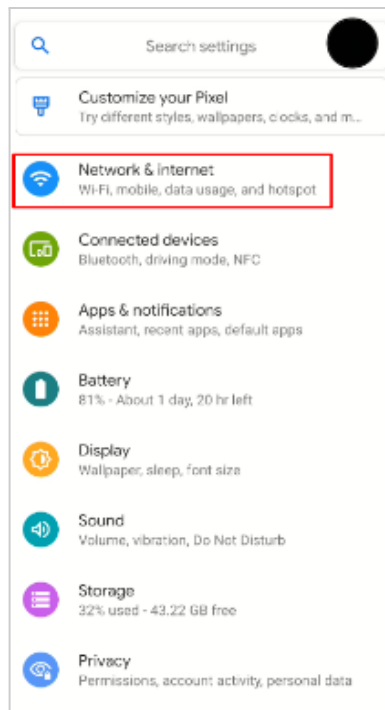 Search settings
Customize your Pixel
Try different styles, wallpapers, clocks, and m...
Network & internet
Wi-Fi, mobile, data usage, and hotspot
Connected devices
Bluetooth, driving mode, NFC
Apps & notifications
Assistant, recent apps, default apps
Battery
81% - About 1 day, 20 hr left
Display
Wallpaper, sleep, font size
Sound
Volume, vibration, Do Not Disturb
Storage
32% used - 43.22 GB free
Privacy
Permissions, account activity, personal data